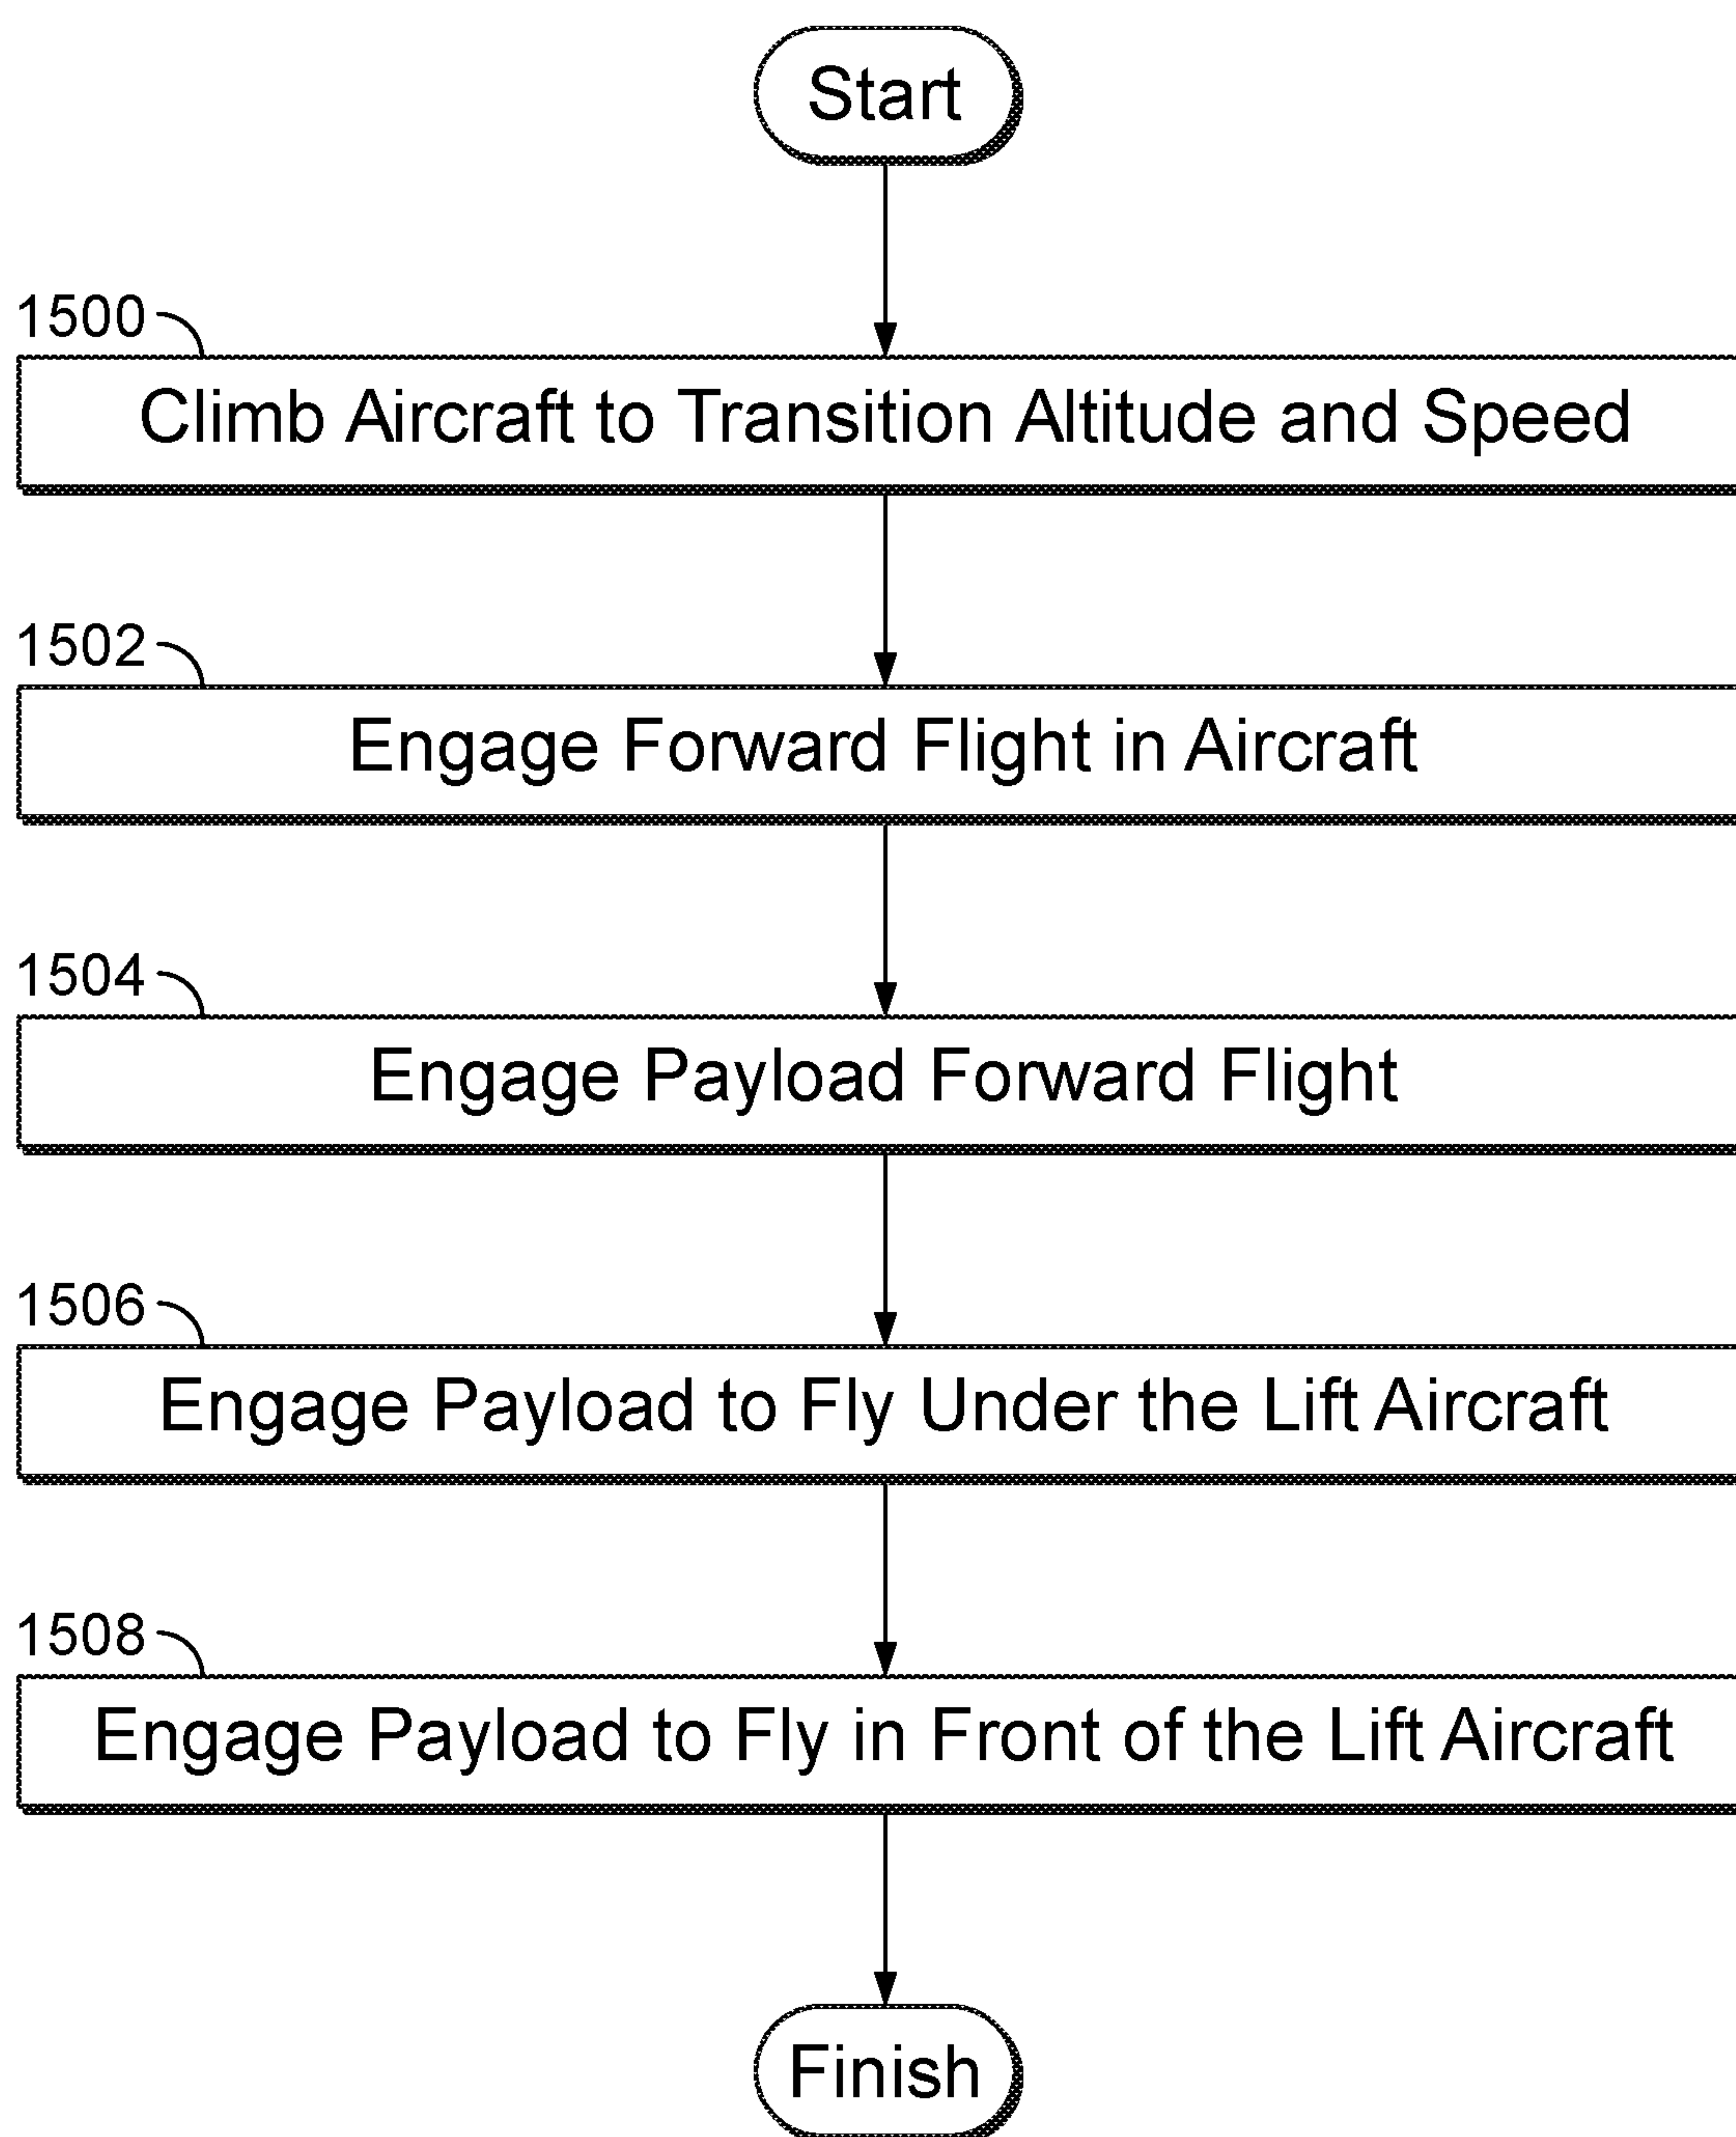 Start
1500
Climb Aircraft to Transition Altitude and Speed
1502
Engage Forward Flight in Aircraft
1504
Engage Payload Forward Flight
1506
Engage Payload to Fly Under the Lift Aircraft
1508
Engage Payload to Fly in Front of the Lift Aircraft
Finish